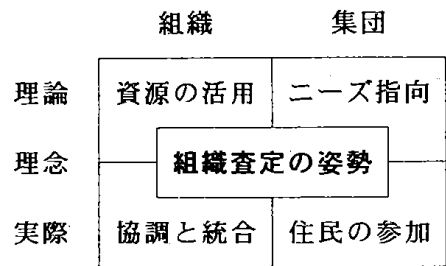 組織 集団
理論 資源の活用 ニーズ指向
理念 組織査定の姿勢
実際 協調と統合 住民の参加